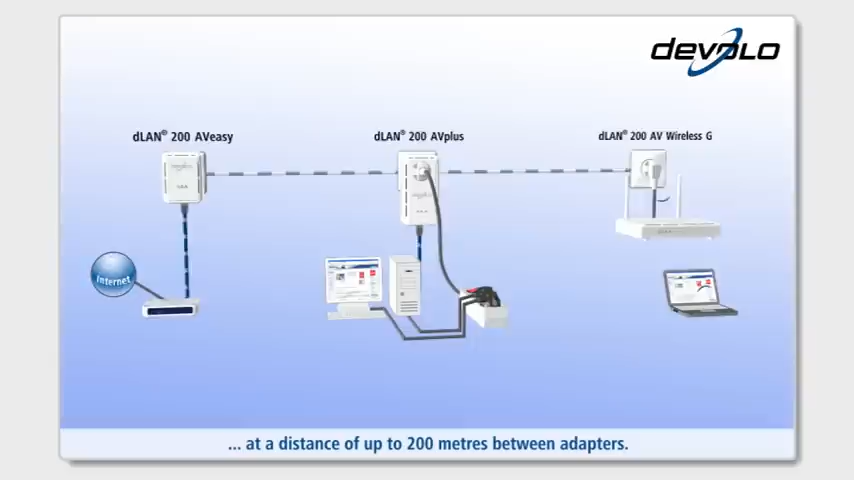 devolo
dLAN® 200 AVeasy
dLAN® 200 AVplus
dLAN® 200 AV Wireless G
Internet
... at a distance of up to 200 metres between adapters.